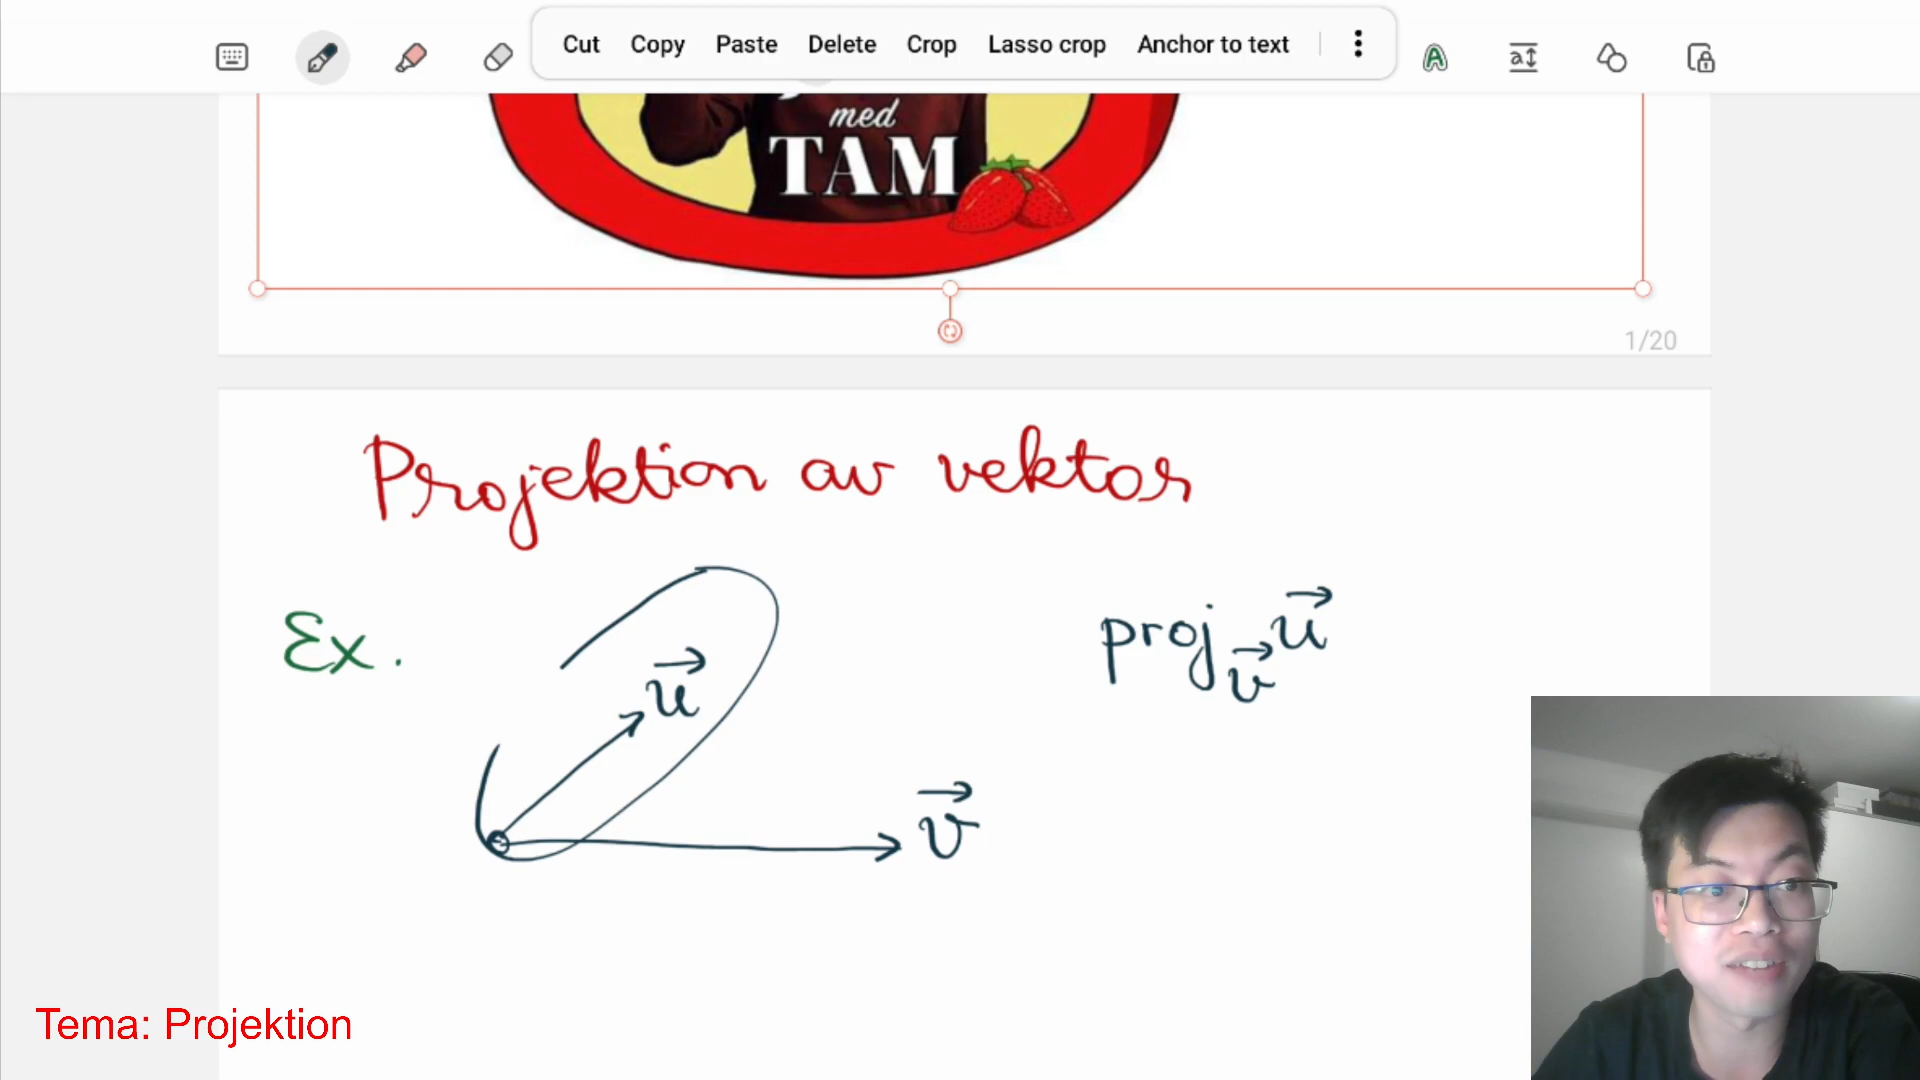 Cut Copy Paste Delete Crop Lasso crop Anchor to text
med
TAM
1/20
Projektion av vektor
Ex. u⃗ proj_v⃗ u⃗
v⃗
Tema: Projektion